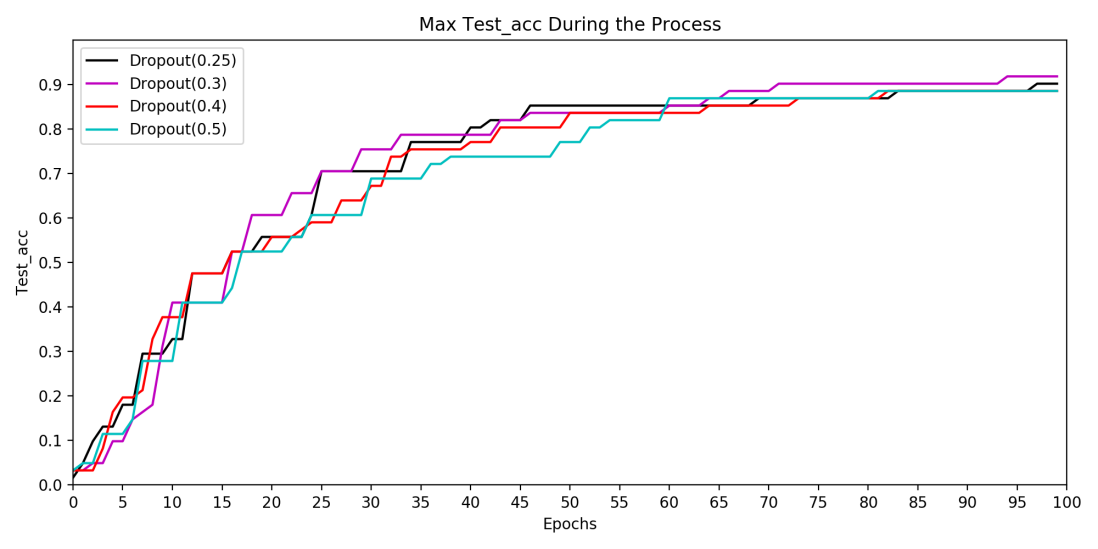 Max Test_acc During the Process
Dropout(0.25)
Dropout(0.3)
Dropout(0.4)
Dropout(0.5)
Test_acc
0.9
0.8
0.7
0.6
0.5
0.4
0.3
0.2
0.1
0.0
0 5 10 15 20 25 30 35 40 45 50 55 60 65 70 75 80 85 90 95 100
Epochs